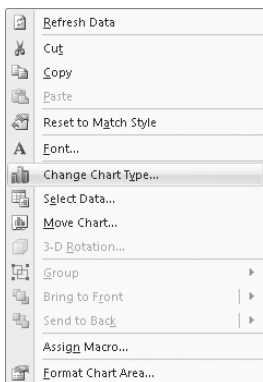 Refresh Data
Cut
Copy
Paste
Reset to Match Style
Font...
Change Chart Type...
Select Data...
Move Chart...
3-D Rotation...
Group
Bring to Front
Send to Back
Assign Macro...
Format Chart Area...